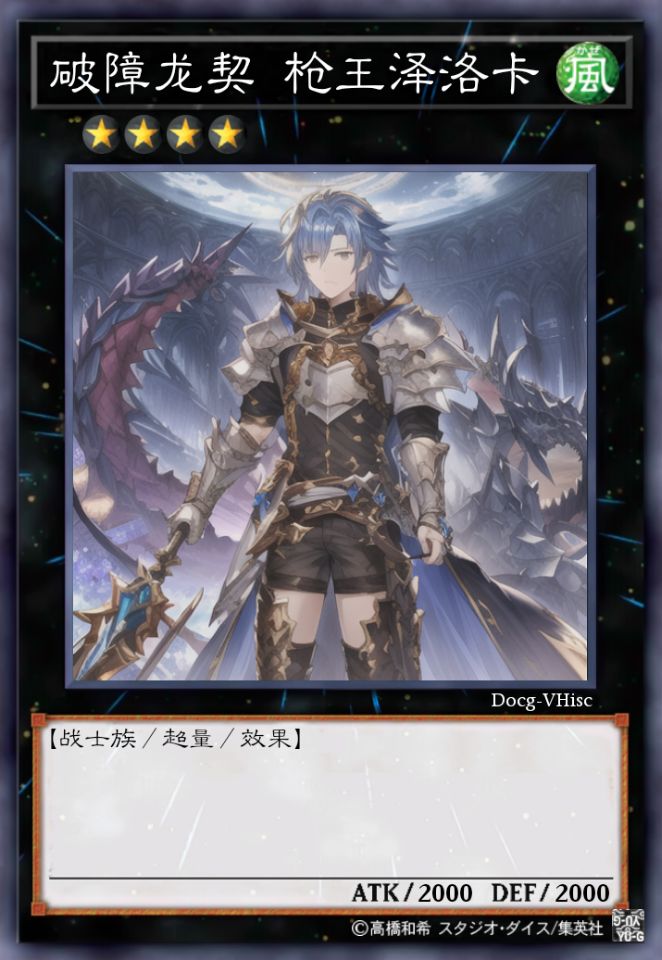 破障龙契 枪王泽洛卡
かぜ
風
Docg-VHisc
【战士族／超量／效果】
ATK/2000 DEF/2000
©高橋和希 スタジオ・ダイス/集英社